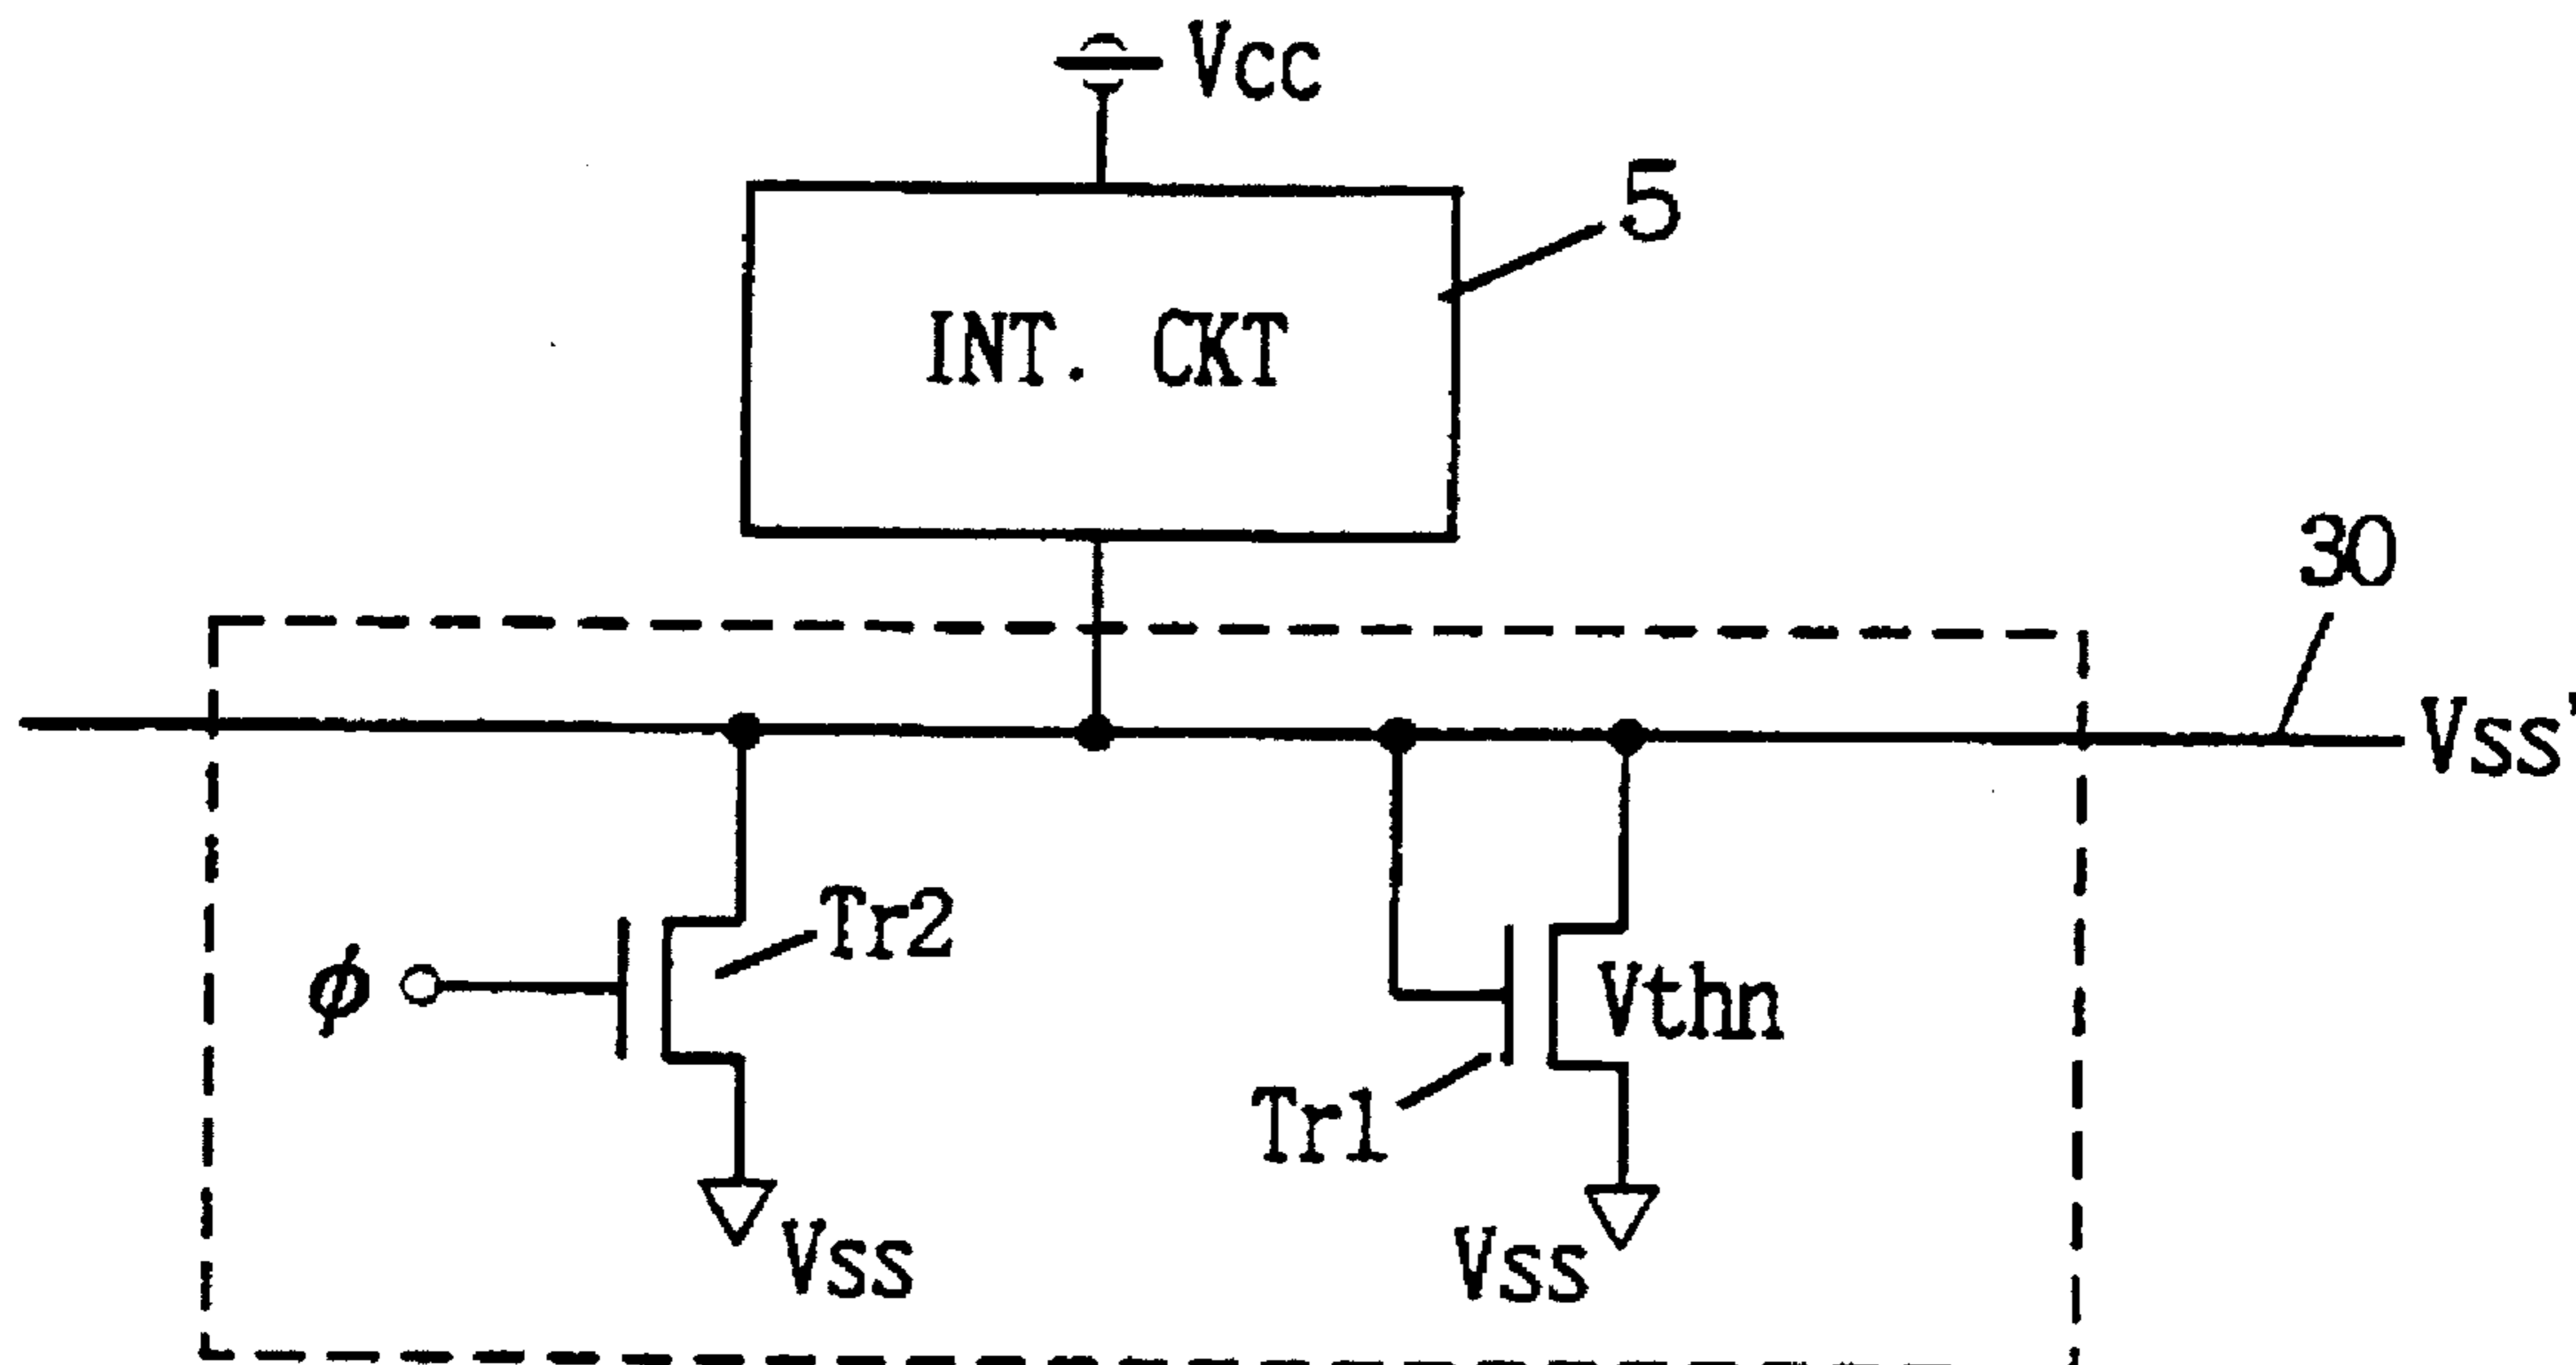 Vcc
5
INT. CKT
30
Vss'
Tr2
ϕ
Vthn
Tr1
Vss
Vss